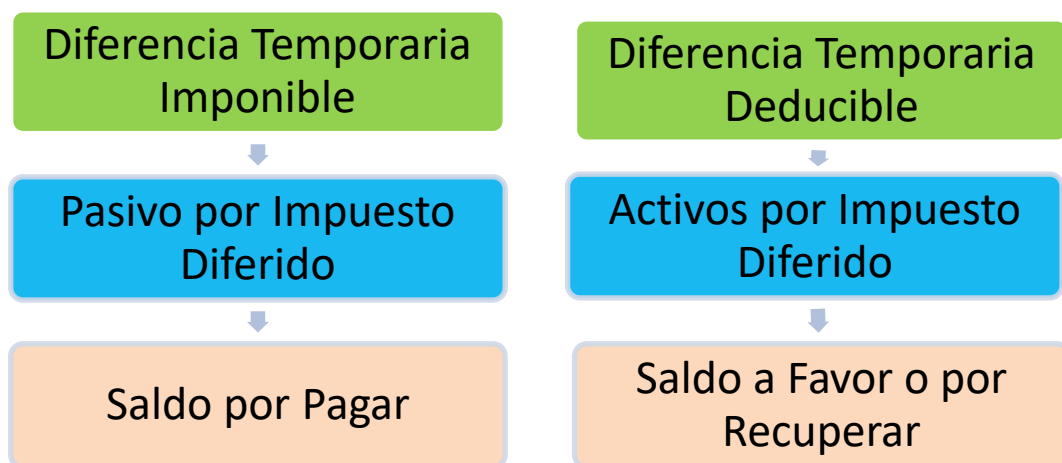 Diferencia Temporaria
Imponible
Pasivo por Impuesto
Diferido
Saldo por Pagar
Diferencia Temporaria
Deducible
Activos por Impuesto
Diferido
Saldo a Favor o por
Recuperar